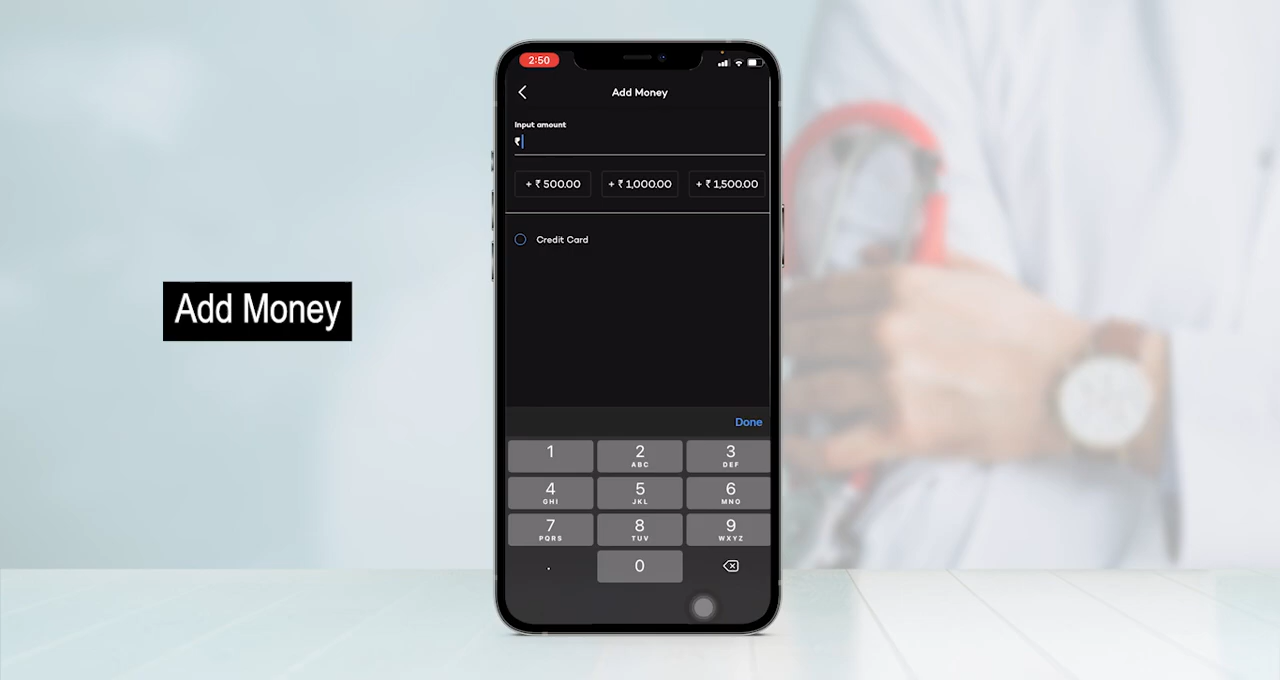 2:50
Add Money
Input amount
₹
+ ₹ 500.00 + ₹ 1,000.00 + ₹ 1,500.00
Credit Card
Add Money
Done
1 2 ABC 3 DEF
4 GHI 5 JKL 6 MNO
7 PQRS 8 TUV 9 WXYZ
. 0